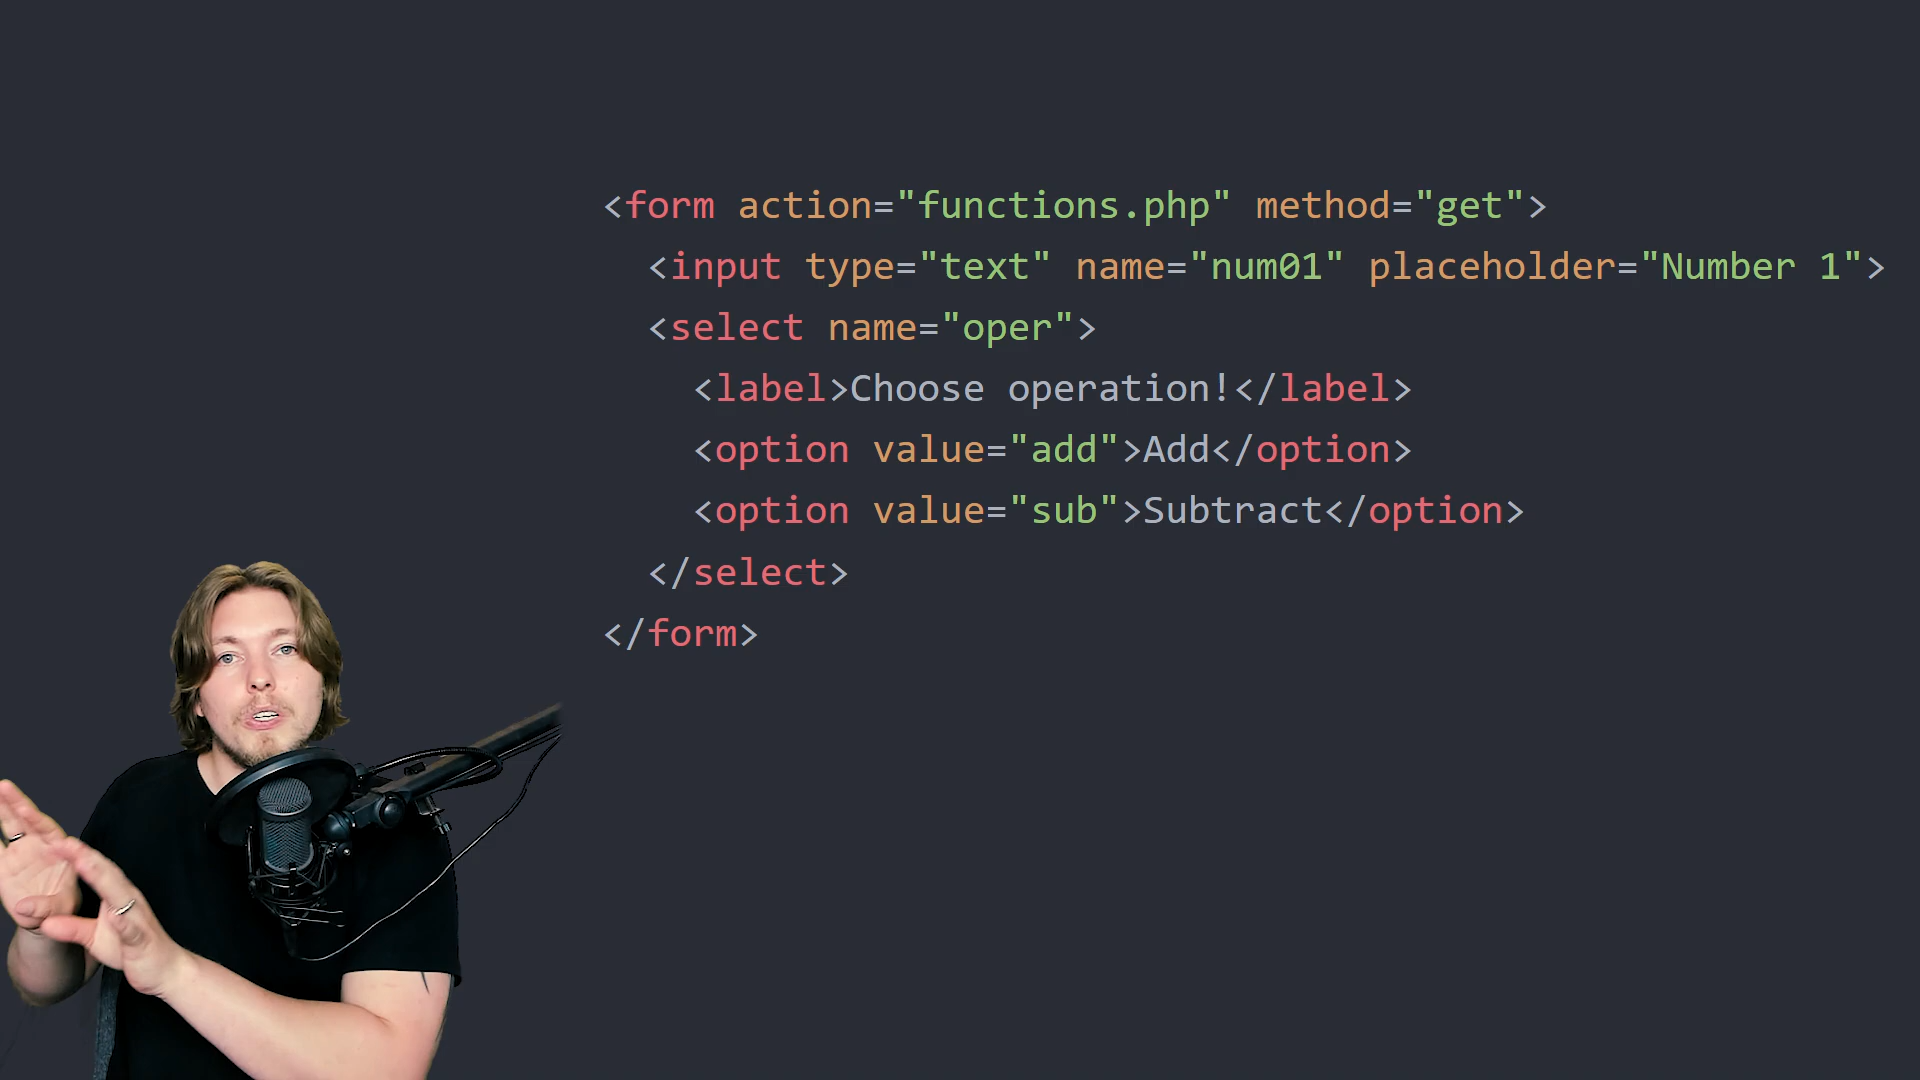 <form action="functions.php" method="get">
<input type="text" name="num01" placeholder="Number 1">
<select name="oper">
<label>Choose operation!</label>
<option value="add">Add</option>
<option value="sub">Subtract</option>
</select>
</form>